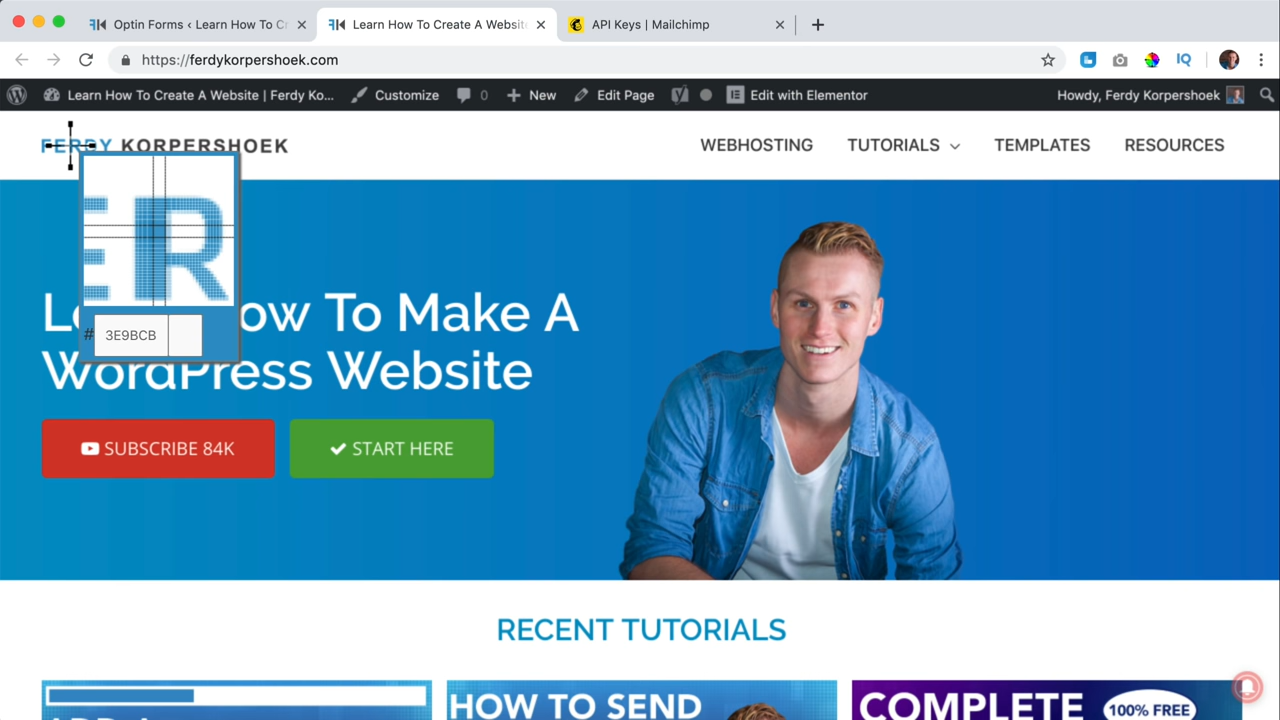 Optin Forms ‹ Learn How To Cr
Learn How To Create A Website
API Keys | Mailchimp
https://ferdykorpershoek.com
IQ
Learn How To Create A Website | Ferdy Ko...
Customize
0
New
Edit Page
Edit with Elementor
Howdy, Ferdy Korpershoek
FERDY KORPERSHOEK
WEBHOSTING
TUTORIALS
TEMPLATES
RESOURCES
ER
# 3E9BCB
ow To Make A
WordPress Website
SUBSCRIBE 84K
START HERE
RECENT TUTORIALS
HOW TO SEND
COMPLETE
100% FREE